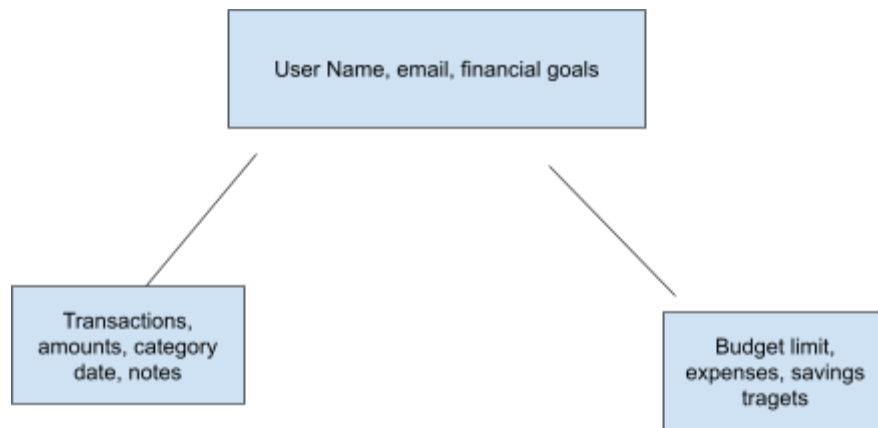 User Name, email, financial goals
Transactions,
amounts, category
date, notes
Budget limit,
expenses, savings
tragets